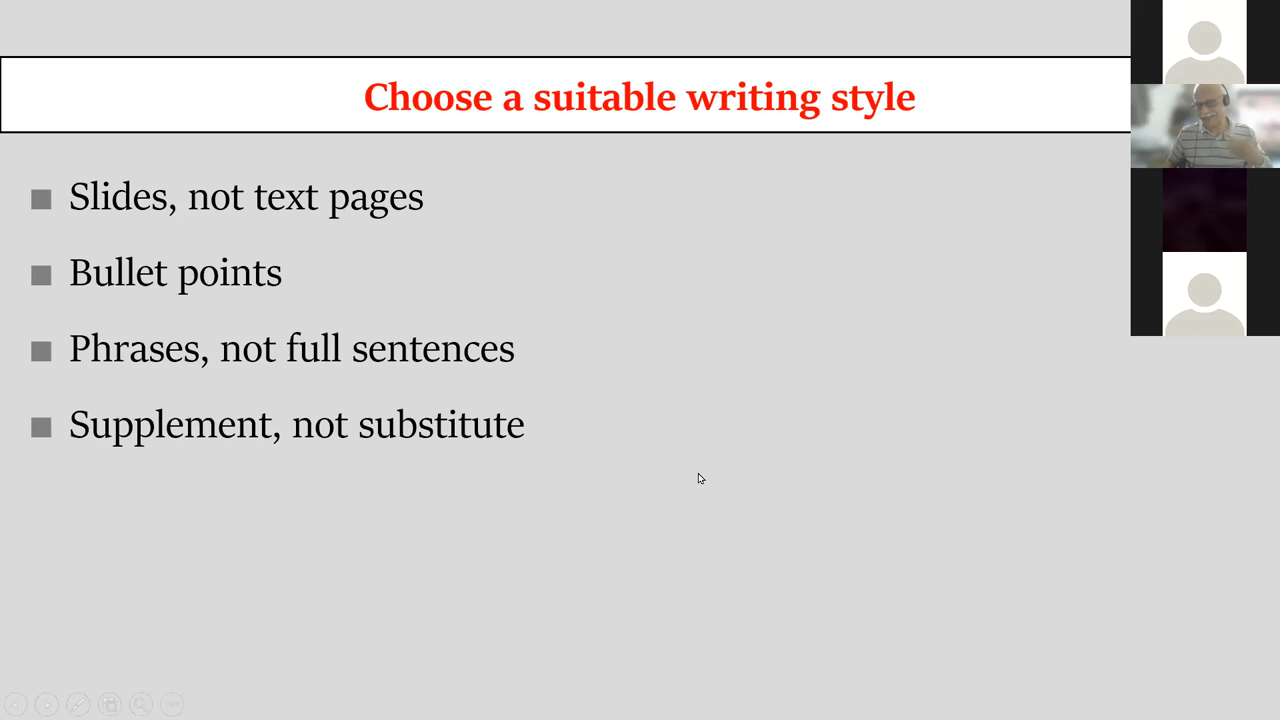 Choose a suitable writing style
Slides, not text pages
Bullet points
Phrases, not full sentences
Supplement, not substitute